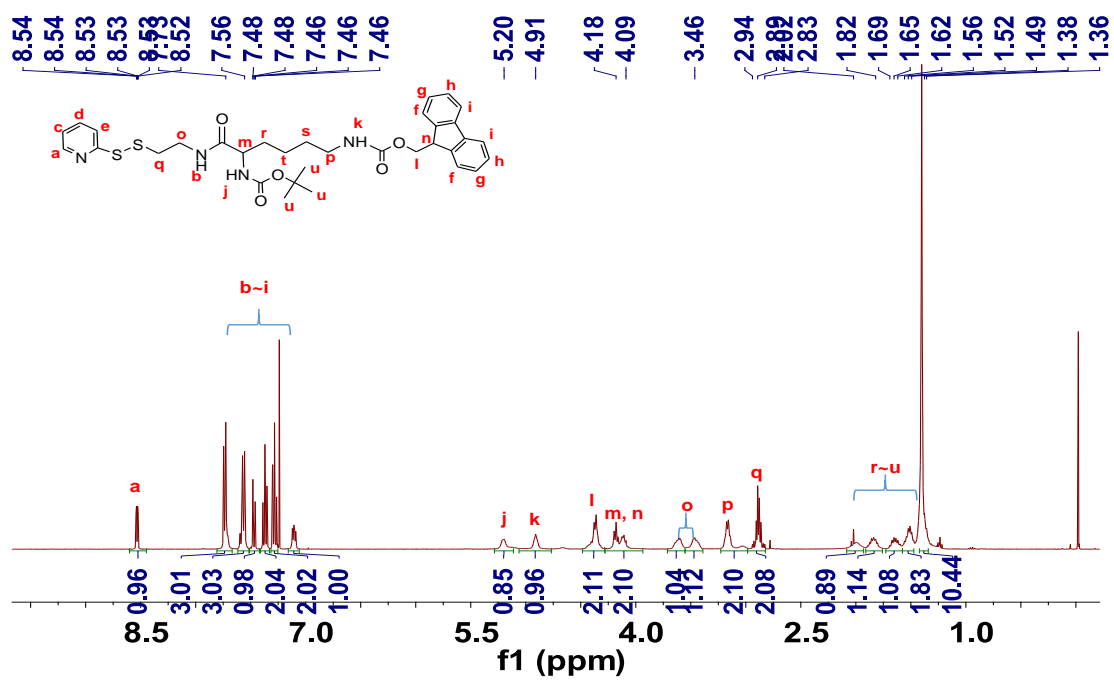 8.54 8.54 8.53 8.53 8.52 7.56 7.48 7.48 7.46 7.46 7.46 5.20 4.91 4.18 4.09 3.46 2.94 2.83 1.82 1.69 1.65 1.62 1.56 1.52 1.49 1.38 1.36
d
c
e
a
N
S
S
q
o
N
H
b
O
m
r
t
s
HN
j
O
O
u
u
u
p
k
NH
O
O
l
n
f
g
h
i
i
h
g
f
a
b~i
j
k
l
m, n
o
p
q
r~u
0.96 3.01 3.03 0.98 2.04 2.02 1.00 0.85 0.96 2.11 2.10 1.04 1.12 2.10 2.08 0.89 1.14 1.08 1.83 10.44
8.5 7.0 5.5 4.0 2.5 1.0
f1 (ppm)